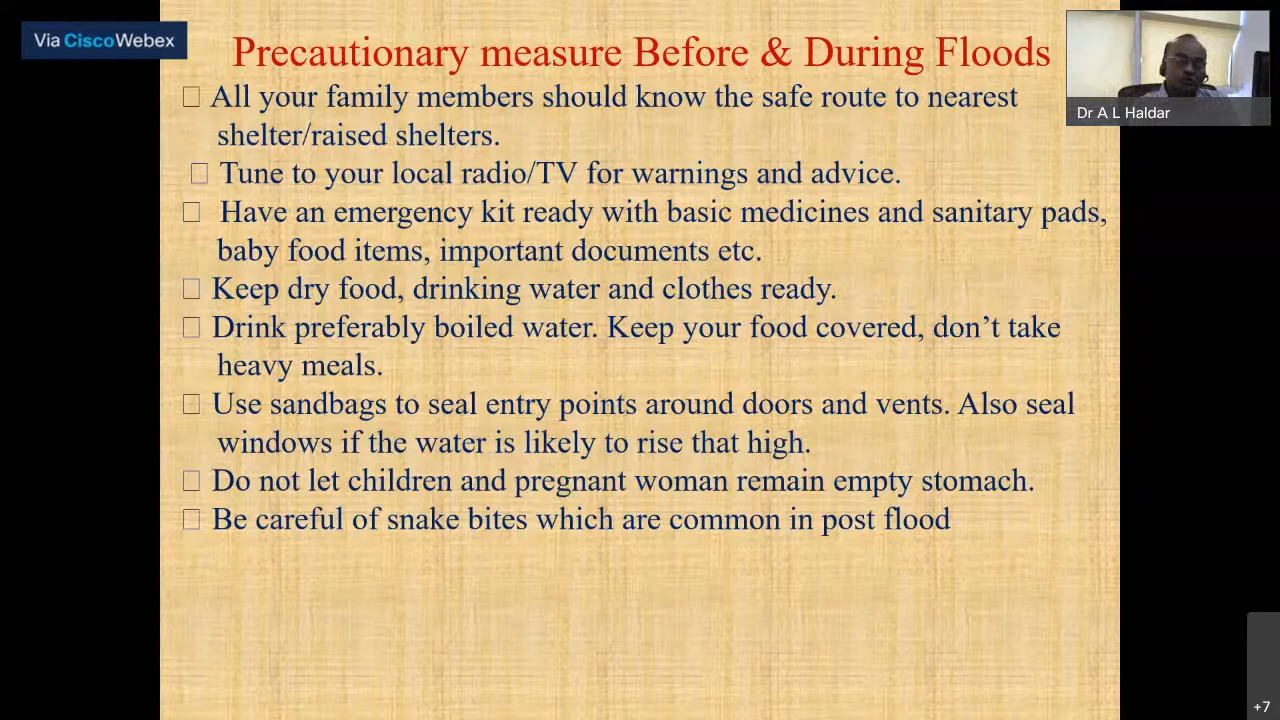 Via Cisco Webex
Precautionary measure Before & During Floods
Dr A L Haldar
□ All your family members should know the safe route to nearest
shelter/raised shelters.
□ Tune to your local radio/TV for warnings and advice.
□ Have an emergency kit ready with basic medicines and sanitary pads,
baby food items, important documents etc.
□ Keep dry food, drinking water and clothes ready.
□ Drink preferably boiled water. Keep your food covered, don’t take
heavy meals.
□ Use sandbags to seal entry points around doors and vents. Also seal
windows if the water is likely to rise that high.
□ Do not let children and pregnant woman remain empty stomach.
□ Be careful of snake bites which are common in post flood
+7